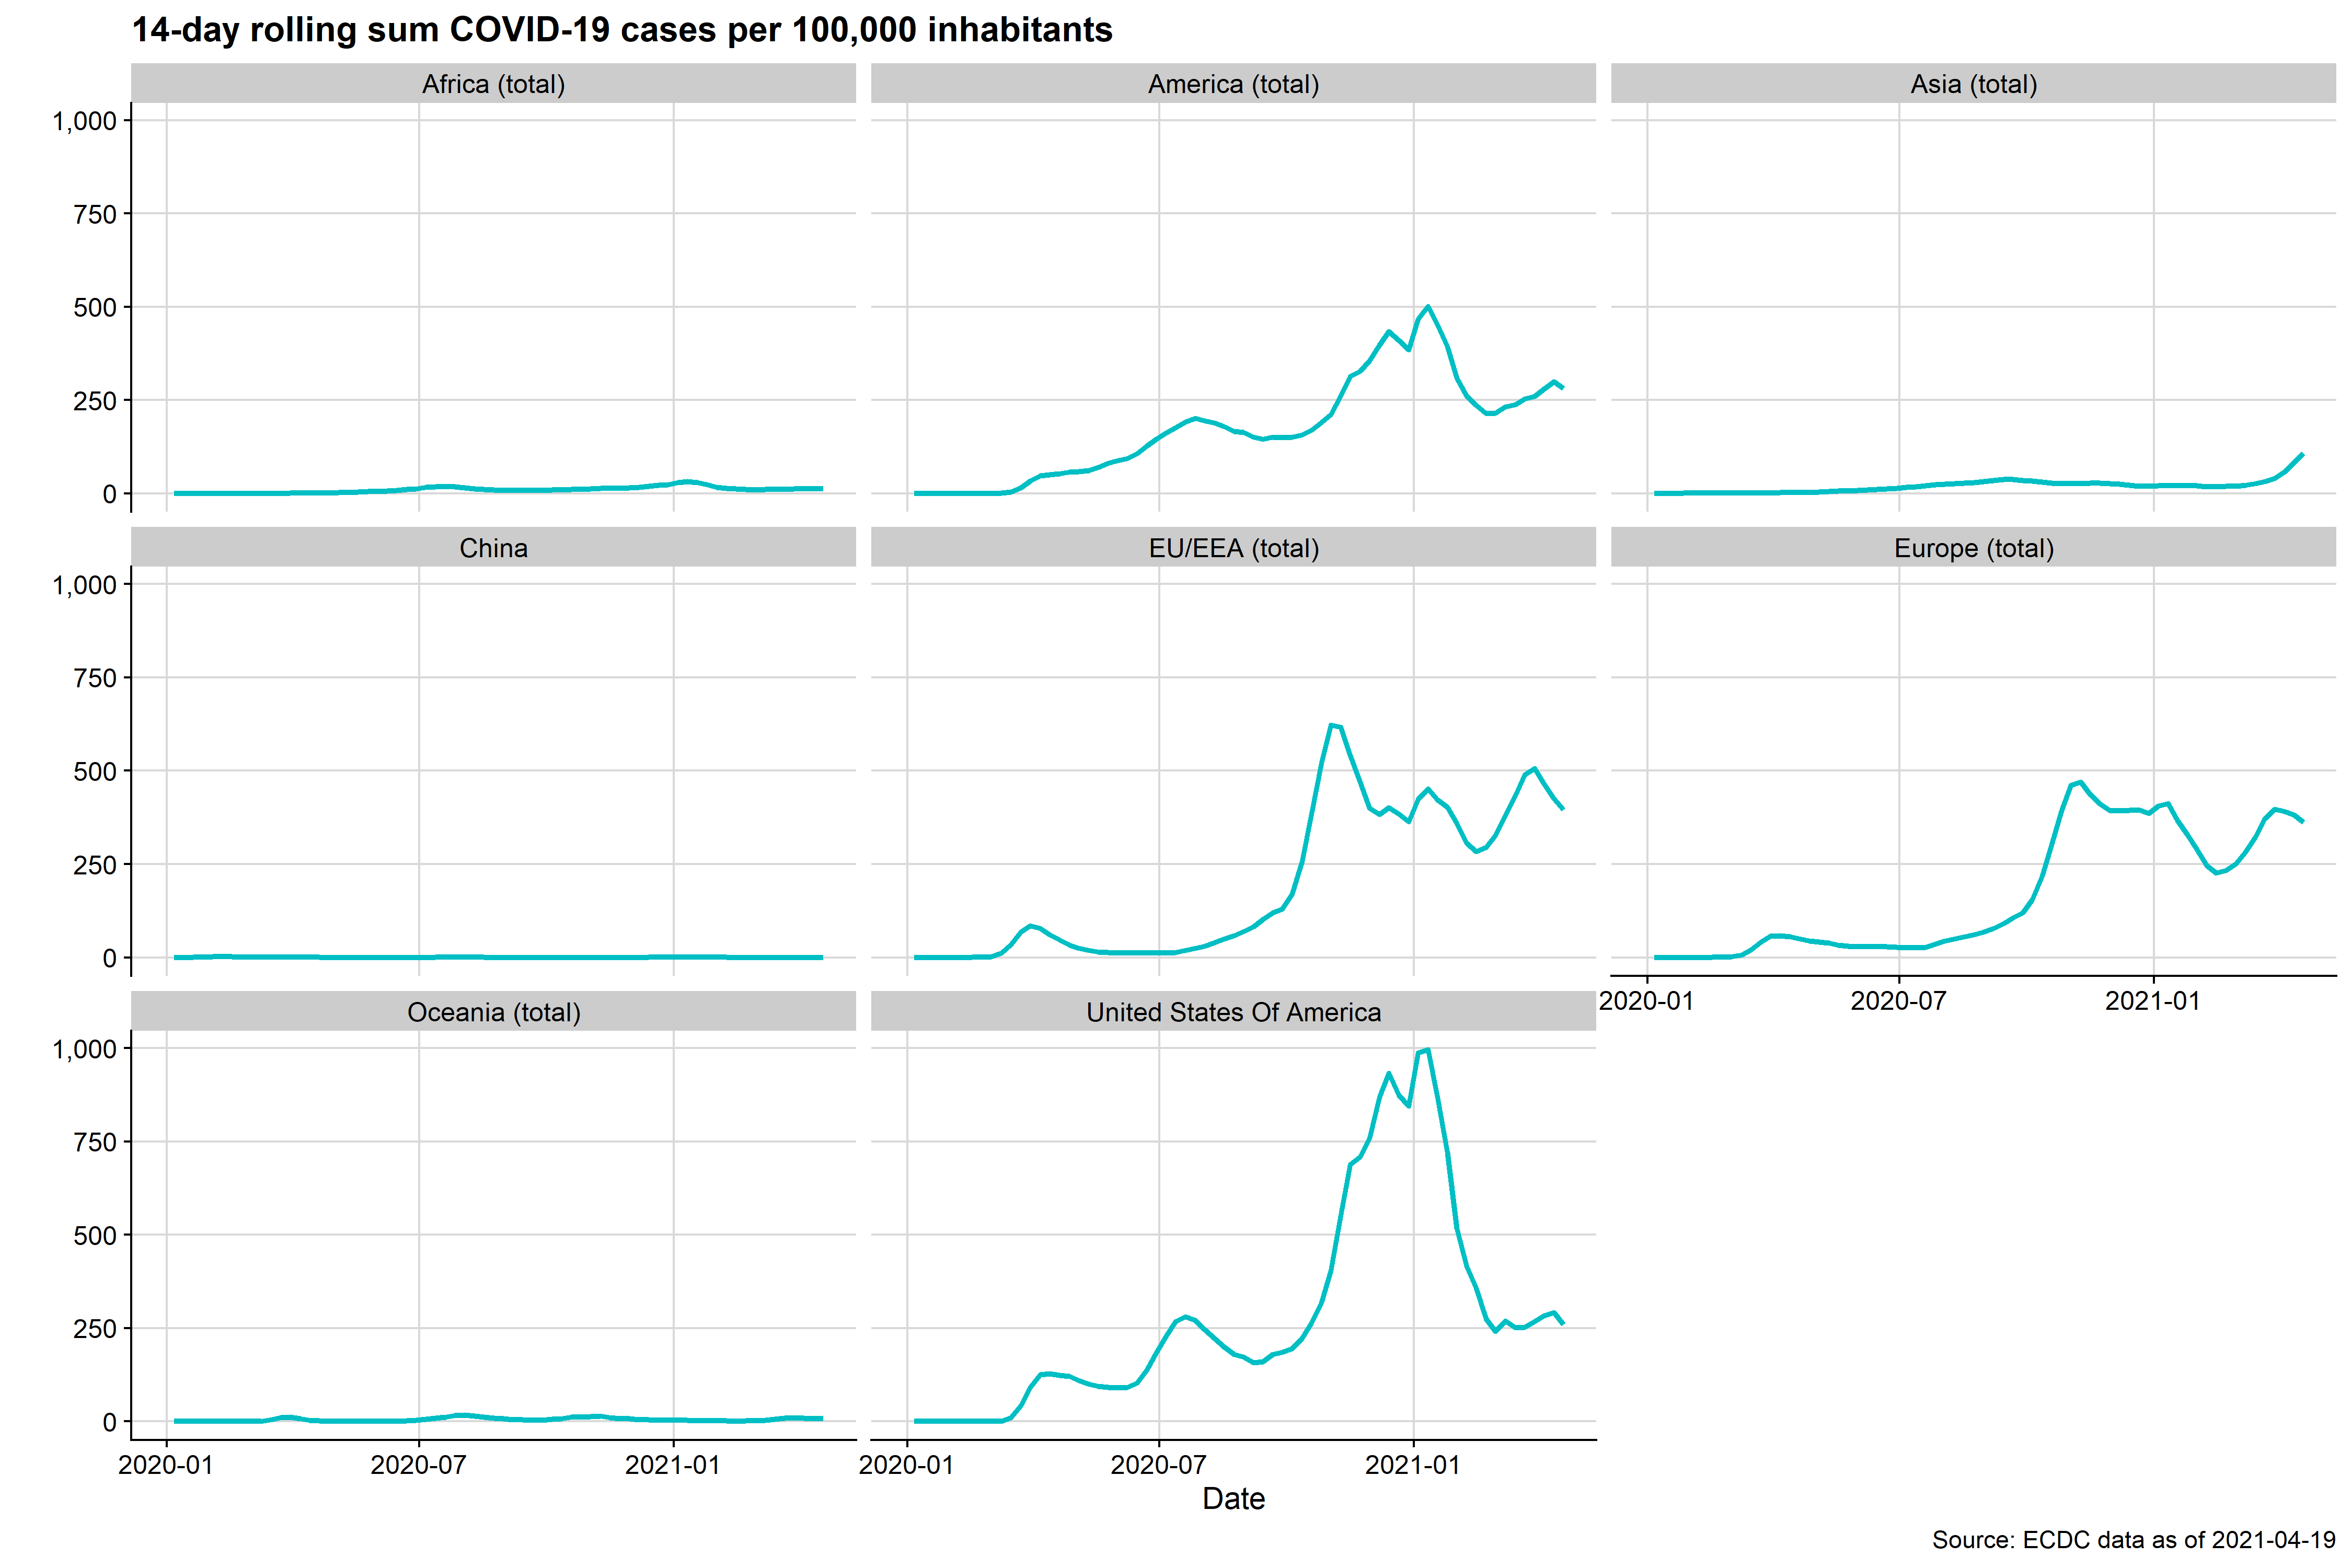 14-day rolling sum COVID-19 cases per 100,000 inhabitants
Africa (total)
America (total)
Asia (total)
1,000
750
500
250
0
China
EU/EEA (total)
Europe (total)
1,000
750
500
250
0
2020-01
2020-07
2021-01
Oceania (total)
United States Of America
1,000
750
500
250
0
2020-01
2020-07
2021-01
2020-01
2020-07
2021-01
Date
Source: ECDC data as of 2021-04-19